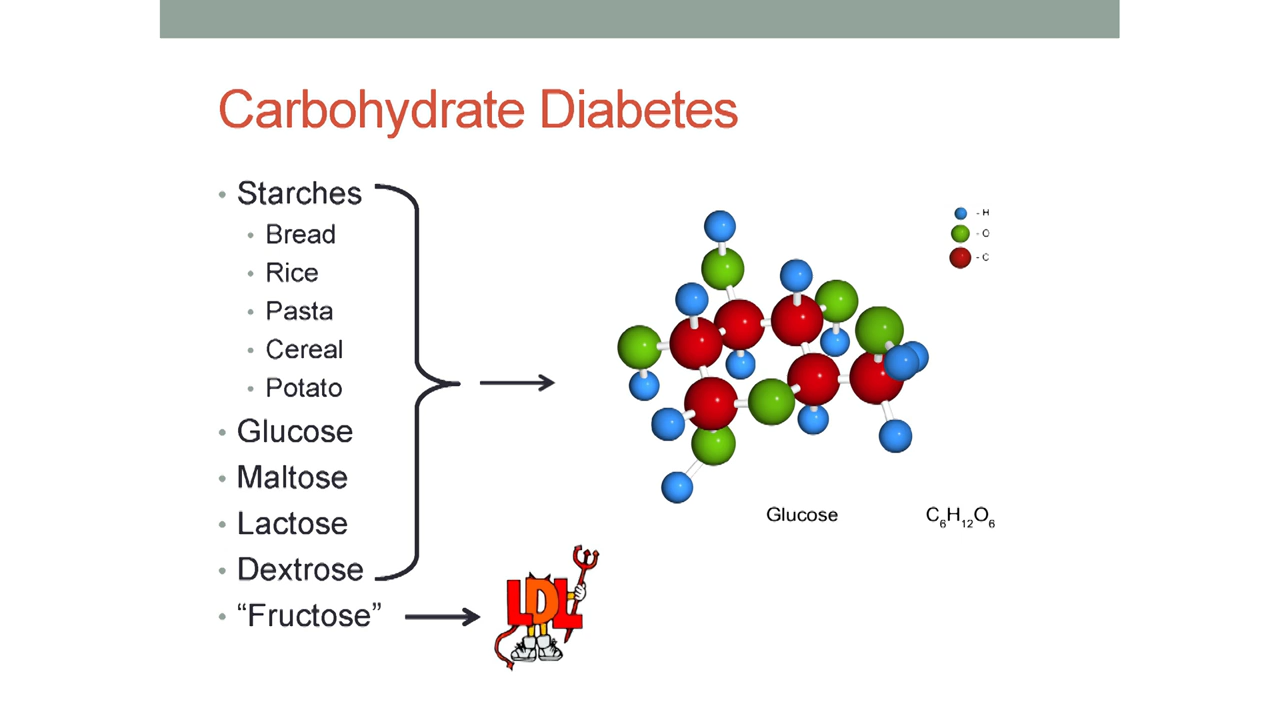 Carbohydrate Diabetes
• Starches
• Bread
• Rice
• Pasta
• Cereal
• Potato
• Glucose
• Maltose
• Lactose
• Dextrose
• “Fructose”
LDL
- H
- O
- C
Glucose C₆H₁₂O₆